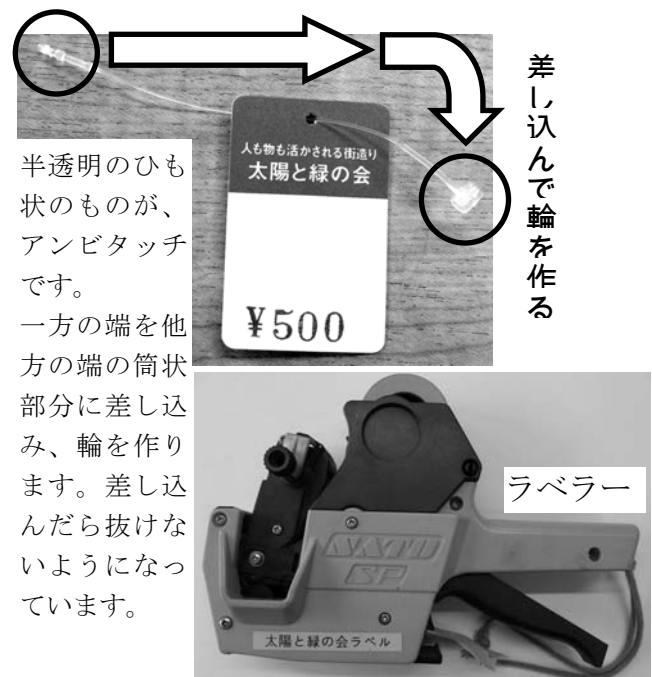 差し込んで輪を作る
人も物も活かされる街造り
太陽と緑の会
¥500
半透明のひも
状のものが、
アンビタッチ
です。
一方の端を他
方の端の筒状
部分に差し込
み、輪を作り
ます。差し込
んだら抜けな
いようになっ
ています。
ラベラー
SP
太陽と緑の会ラベル